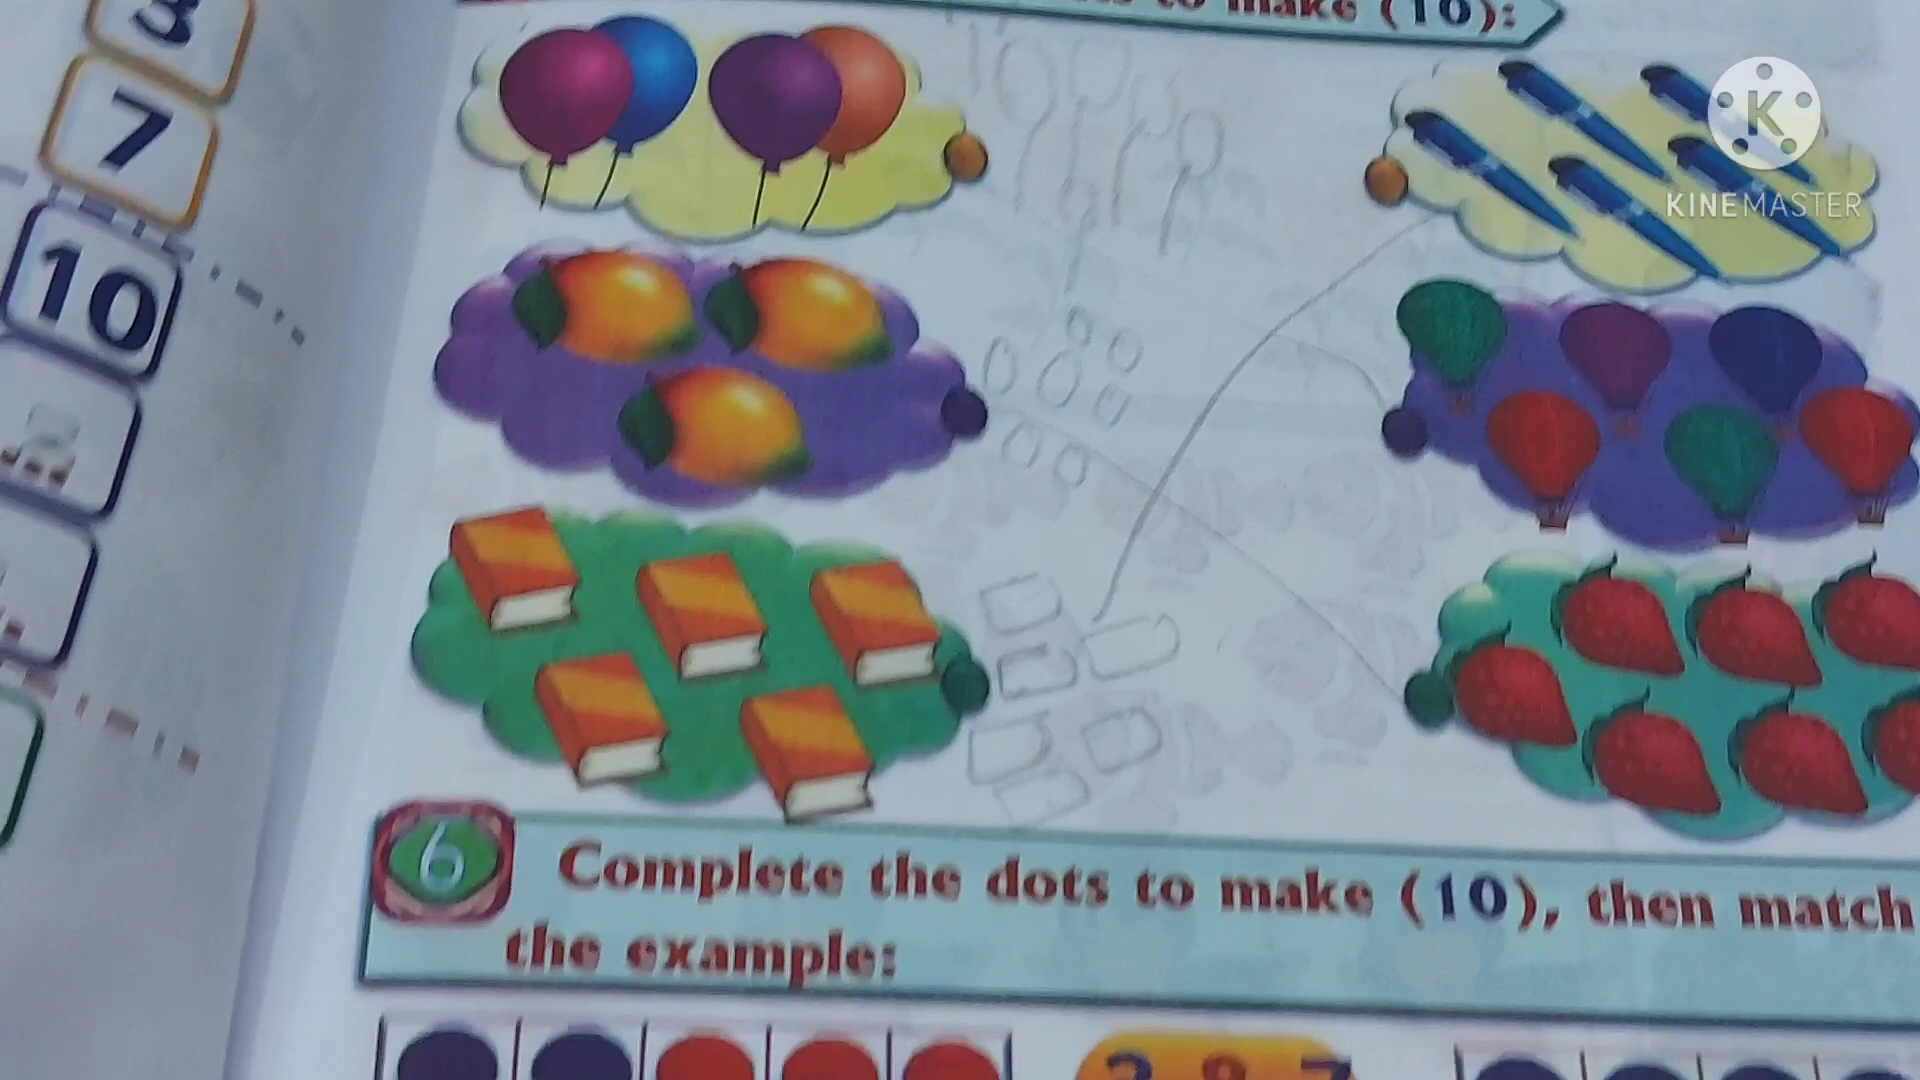 3
7
10
to make (10):
K
KINEMASTER
6
Complete the dots to make (10), then match
the example: